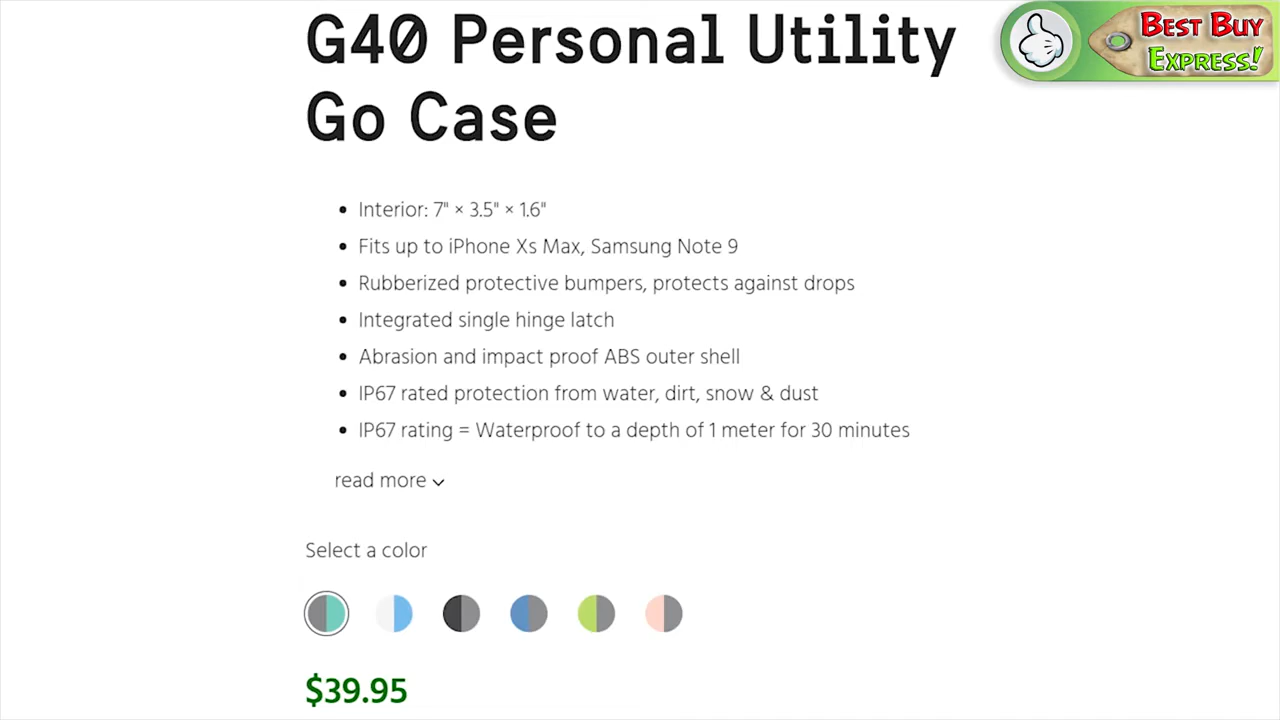 G40 Personal Utility
Go Case
BEST BUY
EXPRESS!
• Interior: 7" × 3.5" × 1.6"
• Fits up to iPhone Xs Max, Samsung Note 9
• Rubberized protective bumpers, protects against drops
• Integrated single hinge latch
• Abrasion and impact proof ABS outer shell
• IP67 rated protection from water, dirt, snow & dust
• IP67 rating = Waterproof to a depth of 1 meter for 30 minutes
read more
Select a color
$39.95